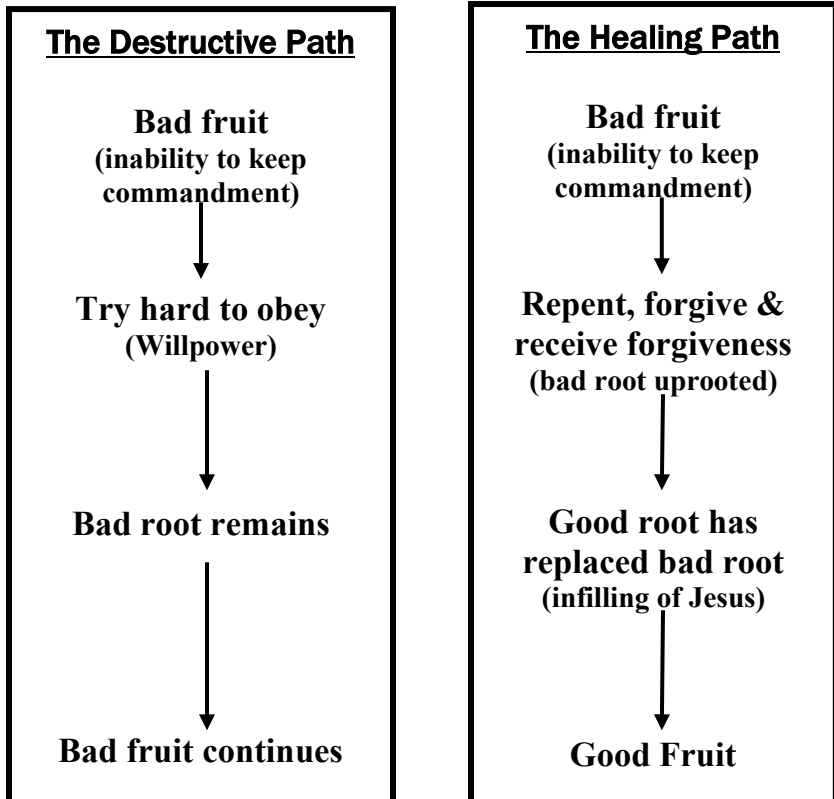 The Destructive Path
Bad fruit
(inability to keep
commandment)
Try hard to obey
(Willpower)
Bad root remains
Bad fruit continues
The Healing Path
Bad fruit
(inability to keep
commandment)
Repent, forgive &
receive forgiveness
(bad root uprooted)
Good root has
replaced bad root
(infilling of Jesus)
Good Fruit